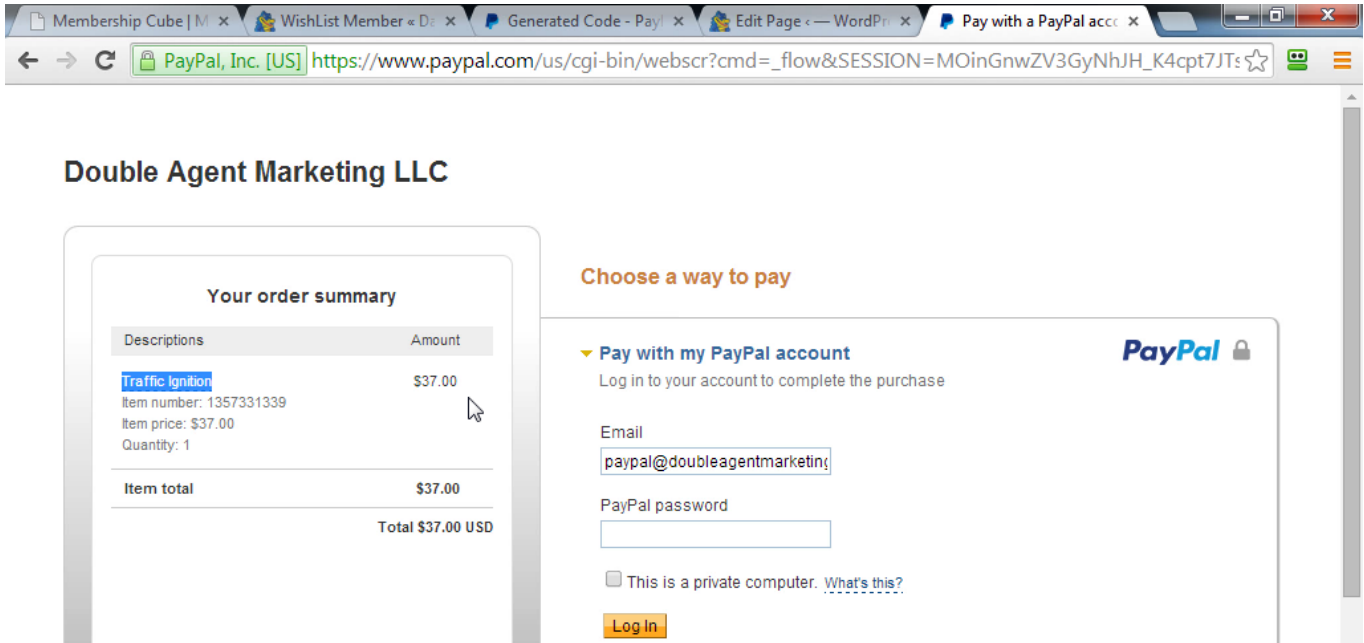 Membership Cube | M
WishList Member « Da
Generated Code - Payf
Edit Page ‹ — WordPre
Pay with a PayPal acco
PayPal, Inc. [US] https://www.paypal.com/us/cgi-bin/webscr?cmd=_flow&SESSION=MOinGnwZV3GyNhJH_K4cpt7JTs
Double Agent Marketing LLC
Your order summary
Descriptions Amount
Traffic Ignition $37.00
Item number: 1357331339
Item price: $37.00
Quantity: 1
Item total $37.00
Total $37.00 USD
Choose a way to pay
Pay with my PayPal account
PayPal
Log in to your account to complete the purchase
Email
paypal@doubleagentmarketing
PayPal password
This is a private computer. What's this?
Log In